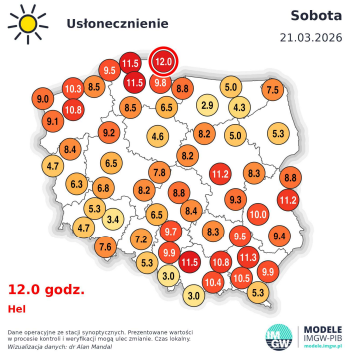 Usłonecznienie
Sobota
21.03.2026
9.5 11.5 12.0
10.3 8.5 11.5 9.8 8.8 5.0 7.5
9.0 10.8 8.5 6.5 2.9 4.3
9.1 9.2 4.6 8.2 5.0 5.3
8.4 8.2
4.7 6.5 7.8 11.2 8.3 8.8
6.3 6.8 8.2 8.8 9.3 11.2
5.3 3.4 6.5 8.4 10.0
4.7 9.7 8.3 9.6 9.4
7.6 7.2 9.9 11.3
5.3 11.5 10.8 9.9
3.0 10.4 10.5
3.0 5.3
12.0 godz.
Hel
Dane operacyjne ze stacji synoptycznych. Prezentowane wartości
w procesie kontroli i weryfikacji mogą ulec zmianie. Czas lokalny.
Wizualizacja danych: dr Alan Mandal
IM
GW
MODELE
IMGW-PIB
modele.imgw.pl